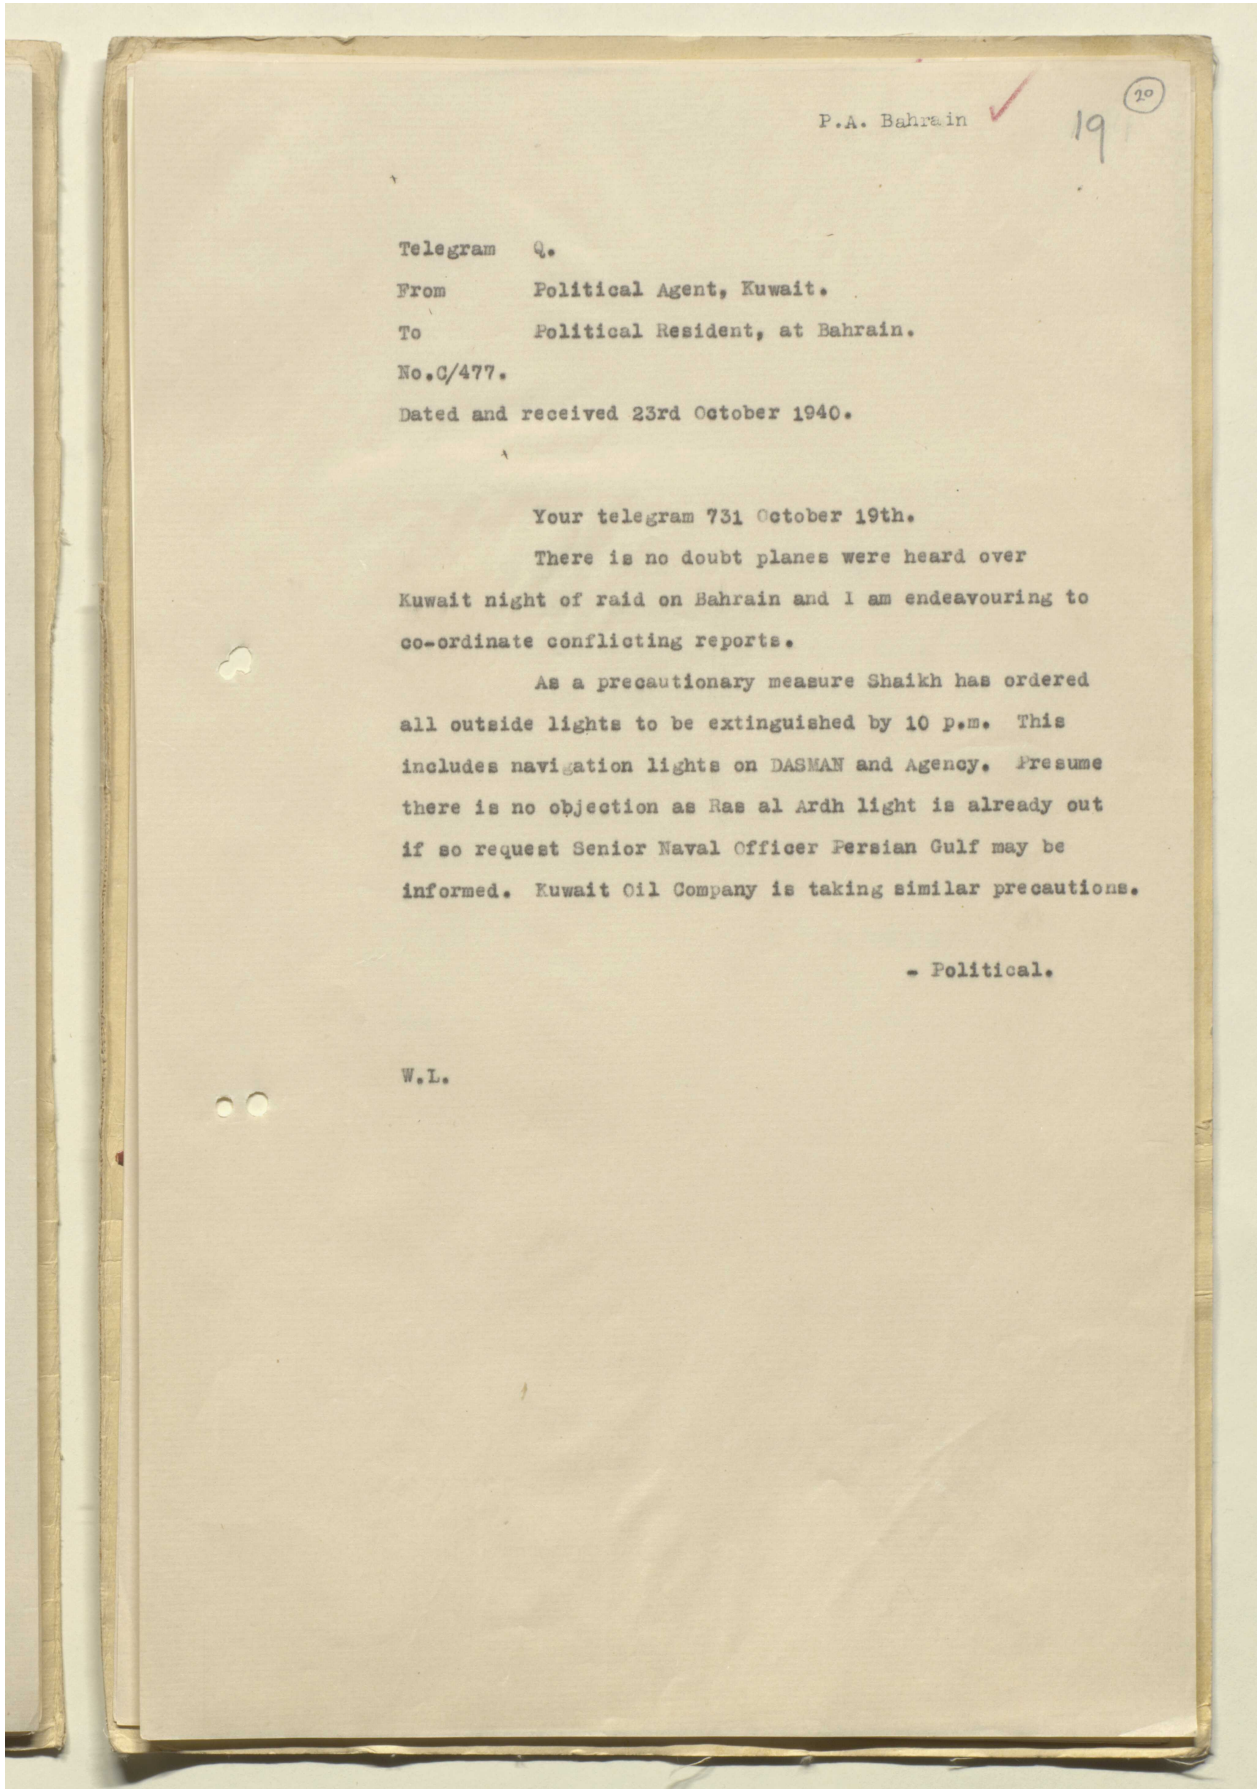 P.A. Bahrain
20
19
Telegram Q.
From Political Agent, Kuwait.
To Political Resident, at Bahrain.
No.C/477.
Dated and received 23rd October 1940.
Your telegram 731 October 19th.
There is no doubt planes were heard over
Kuwait night of raid on Bahrain and I am endeavouring to
co-ordinate conflicting reports.
As a precautionary measure Shaikh has ordered
all outside lights to be extinguished by 10 p.m. This
includes navigation lights on DASMAN and Agency. Presume
there is no objection as Ras al Ardh light is already out
if so request Senior Naval Officer Persian Gulf may be
informed. Kuwait Oil Company is taking similar precautions.
- Political.
W.L.